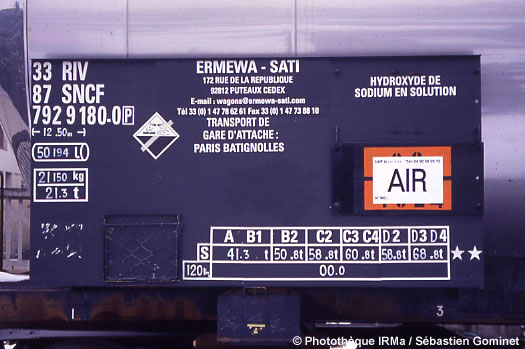 33 RIV
87 SNCF
792 9 180-0 P
12.50m
50 194 L
21 150 kg
21.3 t
ERMEWA - SATI
172 RUE DE LA REPUBLIQUE
92812 PUTEAUX CEDEX
E-mail : wagons@ermewa-sati.com
Tél 33 (0) 1 47 78 62 61 Fax 33 (0) 1 47 73 88 10
TRANSPORT DE
GARE D'ATTACHE :
PARIS BATIGNOLLES
HYDROXYDE DE
SODIUM EN SOLUTION
AIR
A B1 B2 C2 C3 C4 D2 D3 D4
S 41.3 t 50.8t 58.8t 60.8t 58.8t 68.8t ★★
120 00.0
3
© Photothèque IRMa / Sébastien Gominet